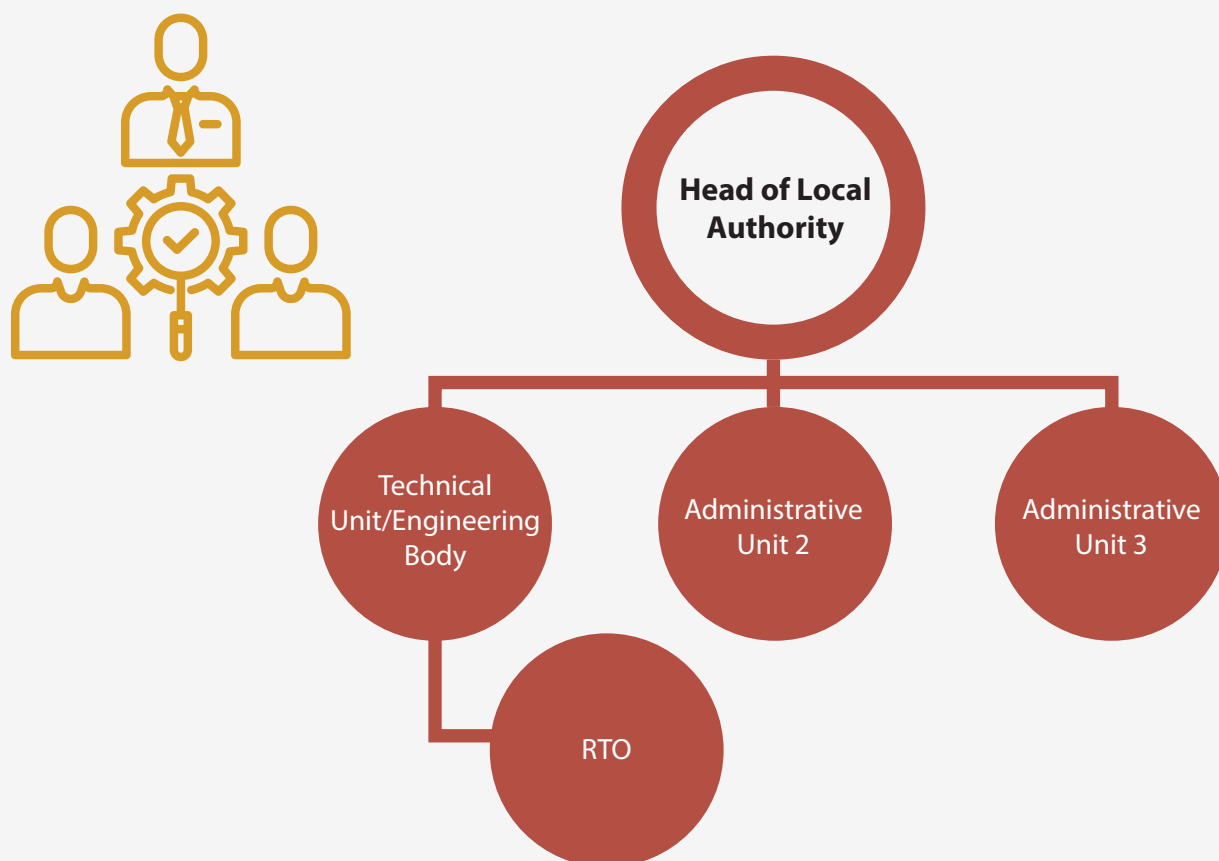 Head of Local
Authority
Technical
Unit/Engineering
Body
Administrative
Unit 2
Administrative
Unit 3
RTO